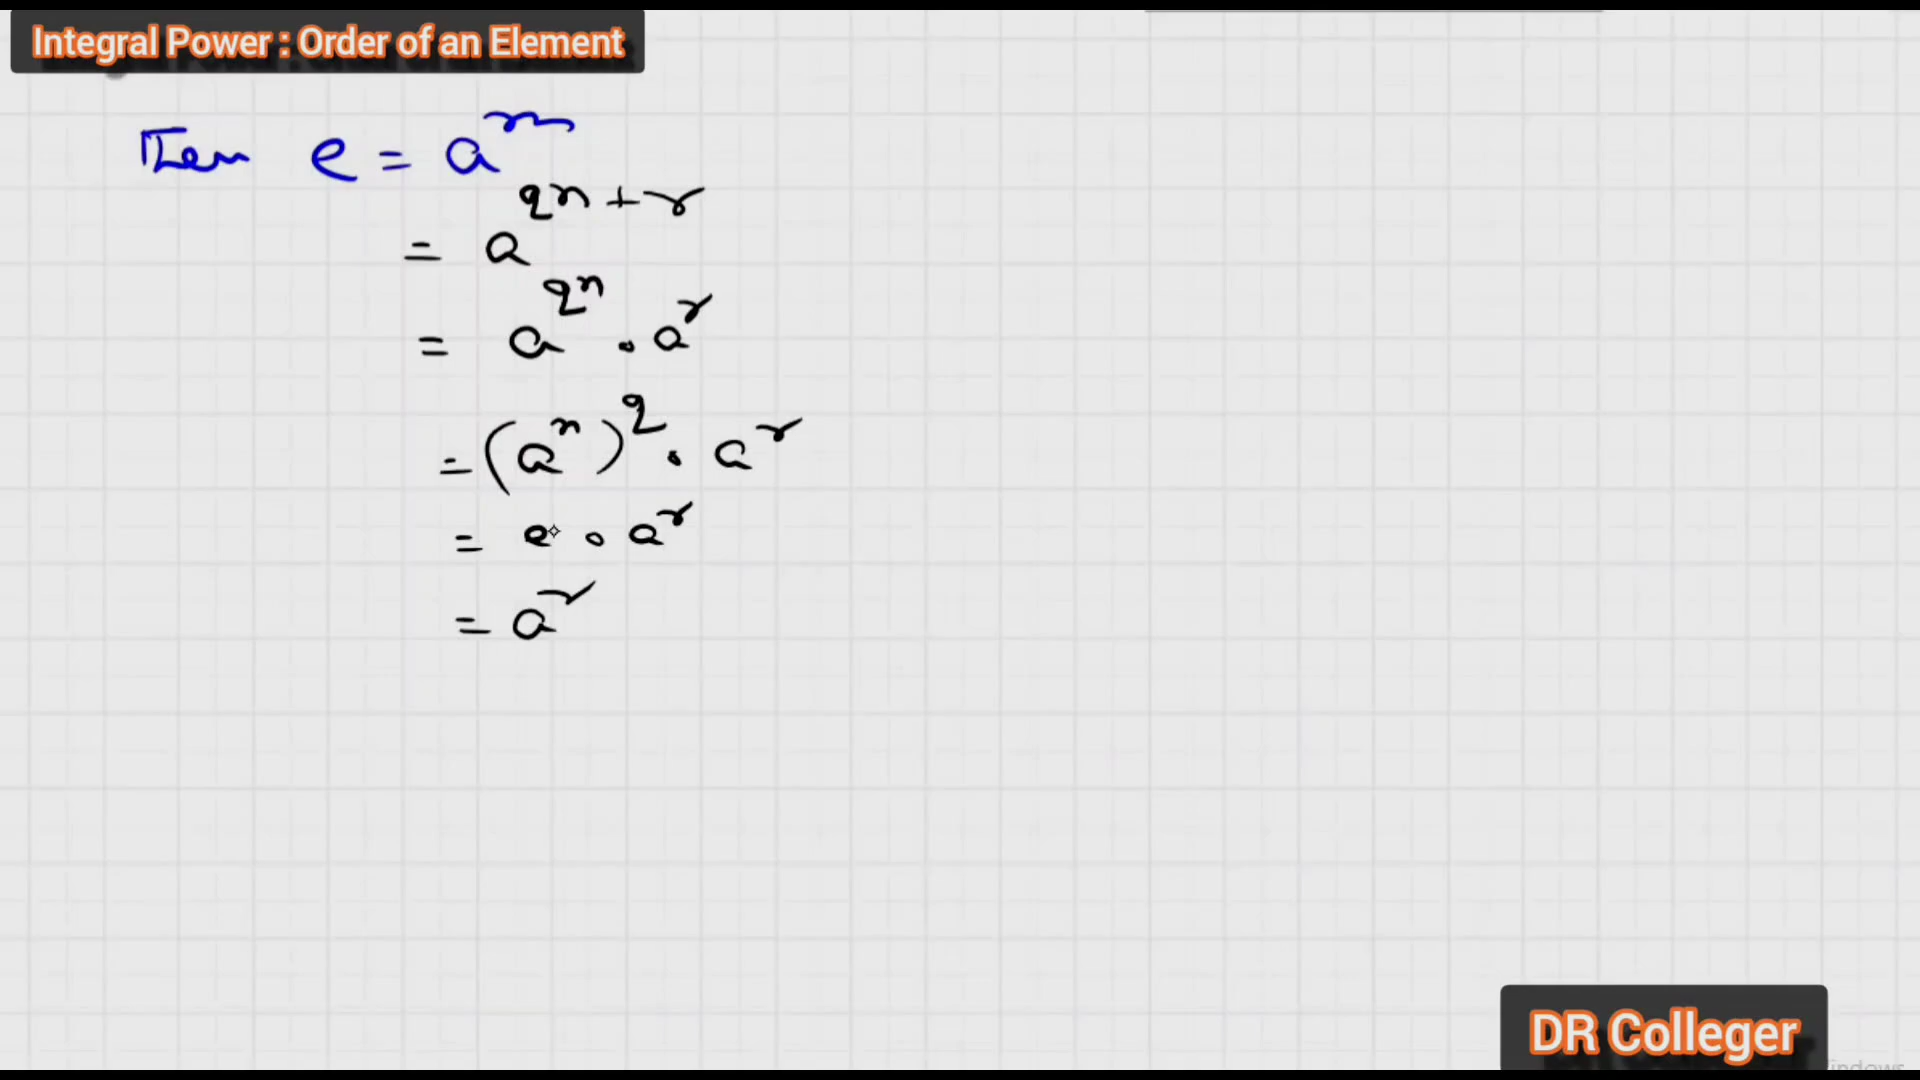 Integral Power : Order of an Element
Then e = a^m
= a^{qn+r}
= a^{qn} . a^r
= (a^n)^q . a^r
= e . a^r
= a^r
DR Colleger